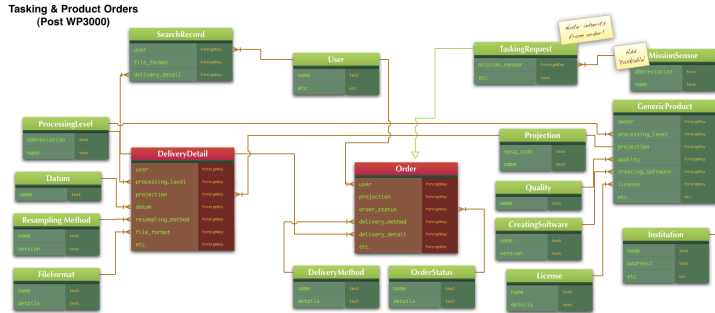 Tasking & Product Orders
(Post WP3000)
SearchRecord
user foreignKey
file_format foreignKey
delivery_detail foreignKey
User
name text
etc etc
TaskingRequest
mission_sensor foreignKey
etc text
Note: inherits
from order!
Add
Taskable
MissionSensor
abbreviation text
name text
GenericProduct
owner foreignKey
processing_level foreignKey
projection foreignKey
quality foreignKey
creating_software foreignKey
license foreignKey
etc. foreignKey
ProcessingLevel
abbreviation text
name text
DeliveryDetail
user foreignKey
processing_level foreignKey
projection foreignKey
datum foreignKey
resampling_method foreignKey
file_format foreignKey
etc. foreignKey
Projection
epsg_code text
name text
Datum
name text
Order
user foreignKey
projection foreignKey
order_status foreignKey
delivery_method foreignKey
delivery_detail foreignKey
etc. foreignKey
Quality
name text
Resampling Method
name text
version text
CreatingSoftware
name text
version text
Institution
name text
address1 text
etc etc
FileFormat
name text
details text
DeliveryMethod
name text
details text
OrderStatus
name text
details text
License
name text
details text